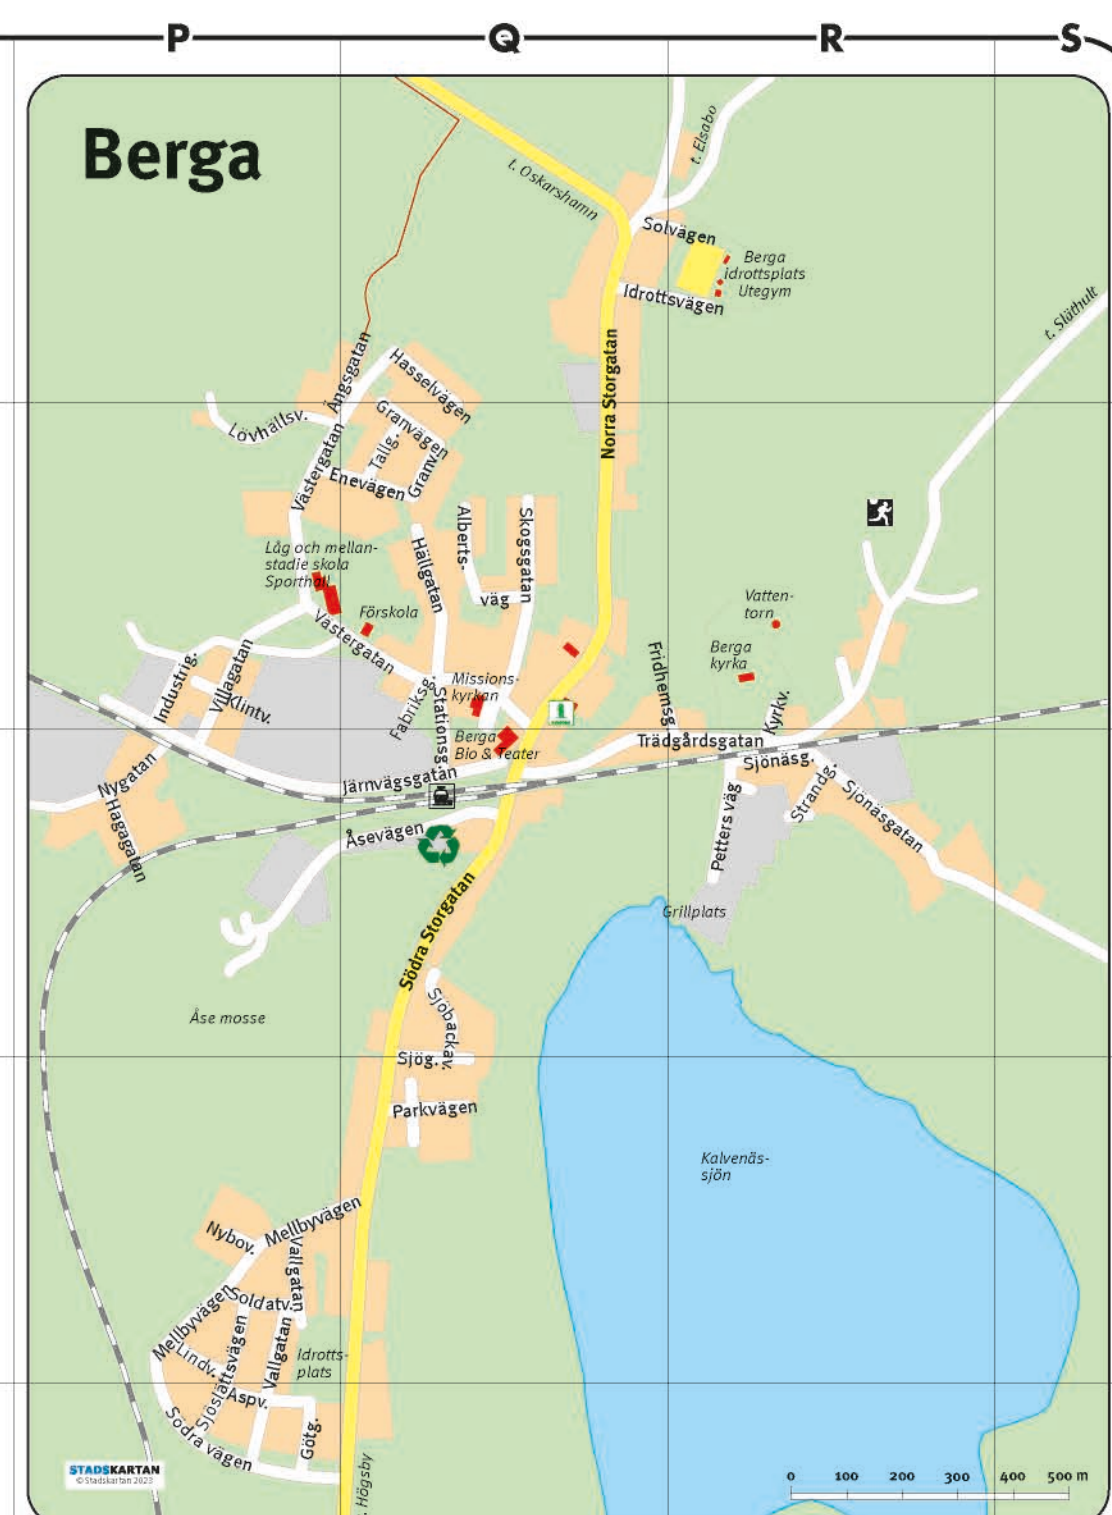 P Q R S
Berga
t. Elsabo
t. Oskarshamn
Solvägen
Berga
idrottsplats
Utegym
Idrottsvägen
t. Släthult
Norra Storgatan
Ängsgatan
Hasselvägen
Granvägen
Lövhällsv.
Tallg.
Granv.
Västergatan
Enevägen
Alberts-
väg
Skogsgatan
Hällgatan
Låg och mellan-
stadie skola
Sporthall
Förskola
Västergatan
Vatten-
torn
Berga
kyrka
Fridhemsg.
Industrig.
Villagatan
Klintv.
Missions-
kyrkan
Fabriksg.
Stationsg.
Kyrkv.
Berga
Bio & Teater
Trädgårdsgatan
Järnvägsgatan
Sjönäsg.
Nygatan
Strandg.
Sjönäsgatan
Hagagatan
Petters väg
Åsevägen
Södra Storgatan
Grillplats
Åse mosse
Sjöbackav.
Sjög.
Parkvägen
Kalvenäs-
sjön
Mellbyvägen
Nybov.
Vallgatan
Mellbyvägen
Soldatv.
Lindv.
Sjöslättsvägen
Vallgatan
Idrotts-
plats
Aspv.
Södra vägen
Götg.
. Högsby
STADSKARTAN
© Stadskartan 2023
0 100 200 300 400 500 m